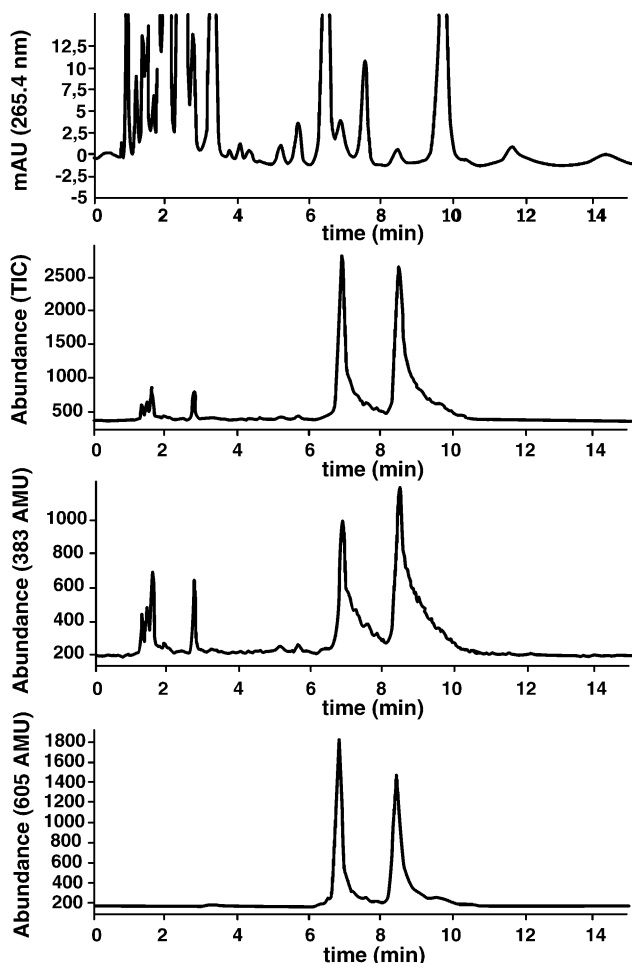 mAU (265.4 nm)
12,5
10
7,5
5
2,5
0
-2,5
-5
0 2 4 6 8 10 12 14
time (min)
Abundance (TIC)
2500
2000
1500
1000
500
0 2 4 6 8 10 12 14
time (min)
Abundance (383 AMU)
1000
800
600
400
200
0 2 4 6 8 10 12 14
time (min)
Abundance (605 AMU)
1800
1600
1400
1200
1000
800
600
400
200
0 2 4 6 8 10 12 14
time (min)